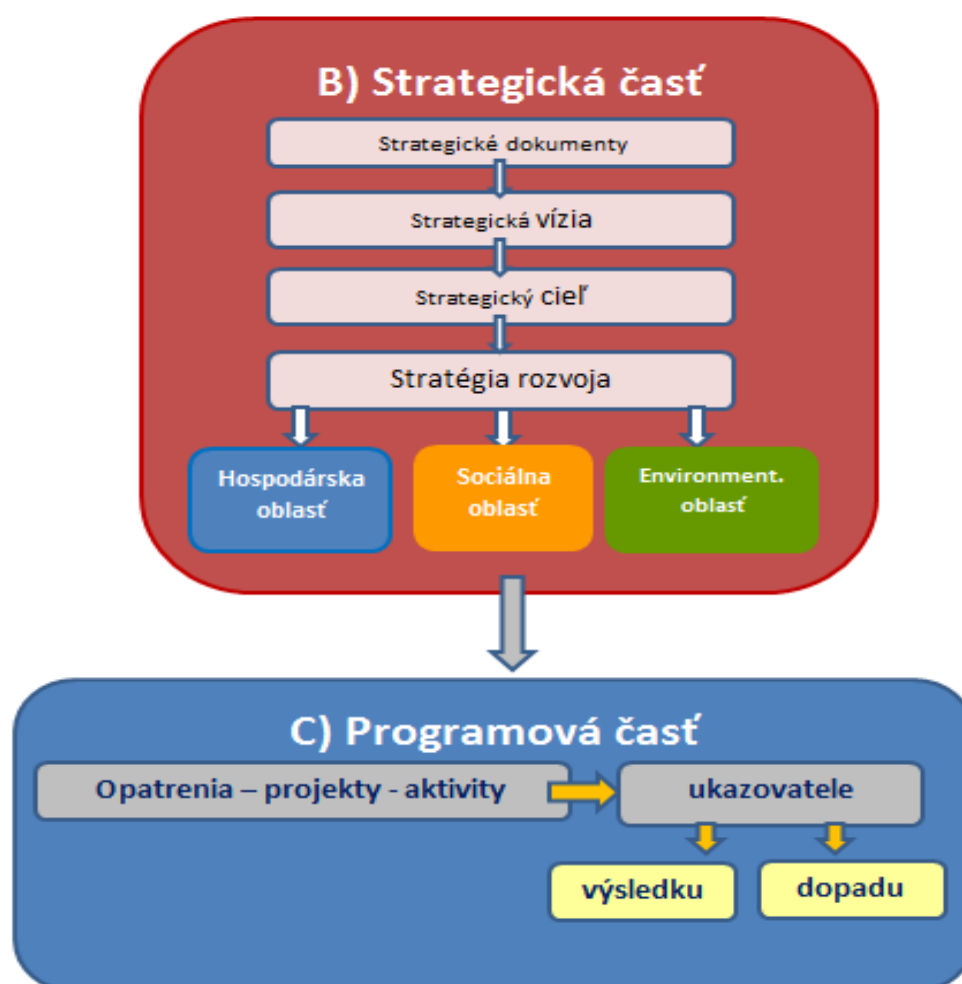 B) Strategická časť
Strategické dokumenty
Strategická vízia
Strategický cieľ
Stratégia rozvoja
Hospodárska
oblasť
Sociálna
oblasť
Environment.
oblasť
C) Programová časť
Opatrenia – projekty - aktivity
ukazovatele
výsledku
dopadu